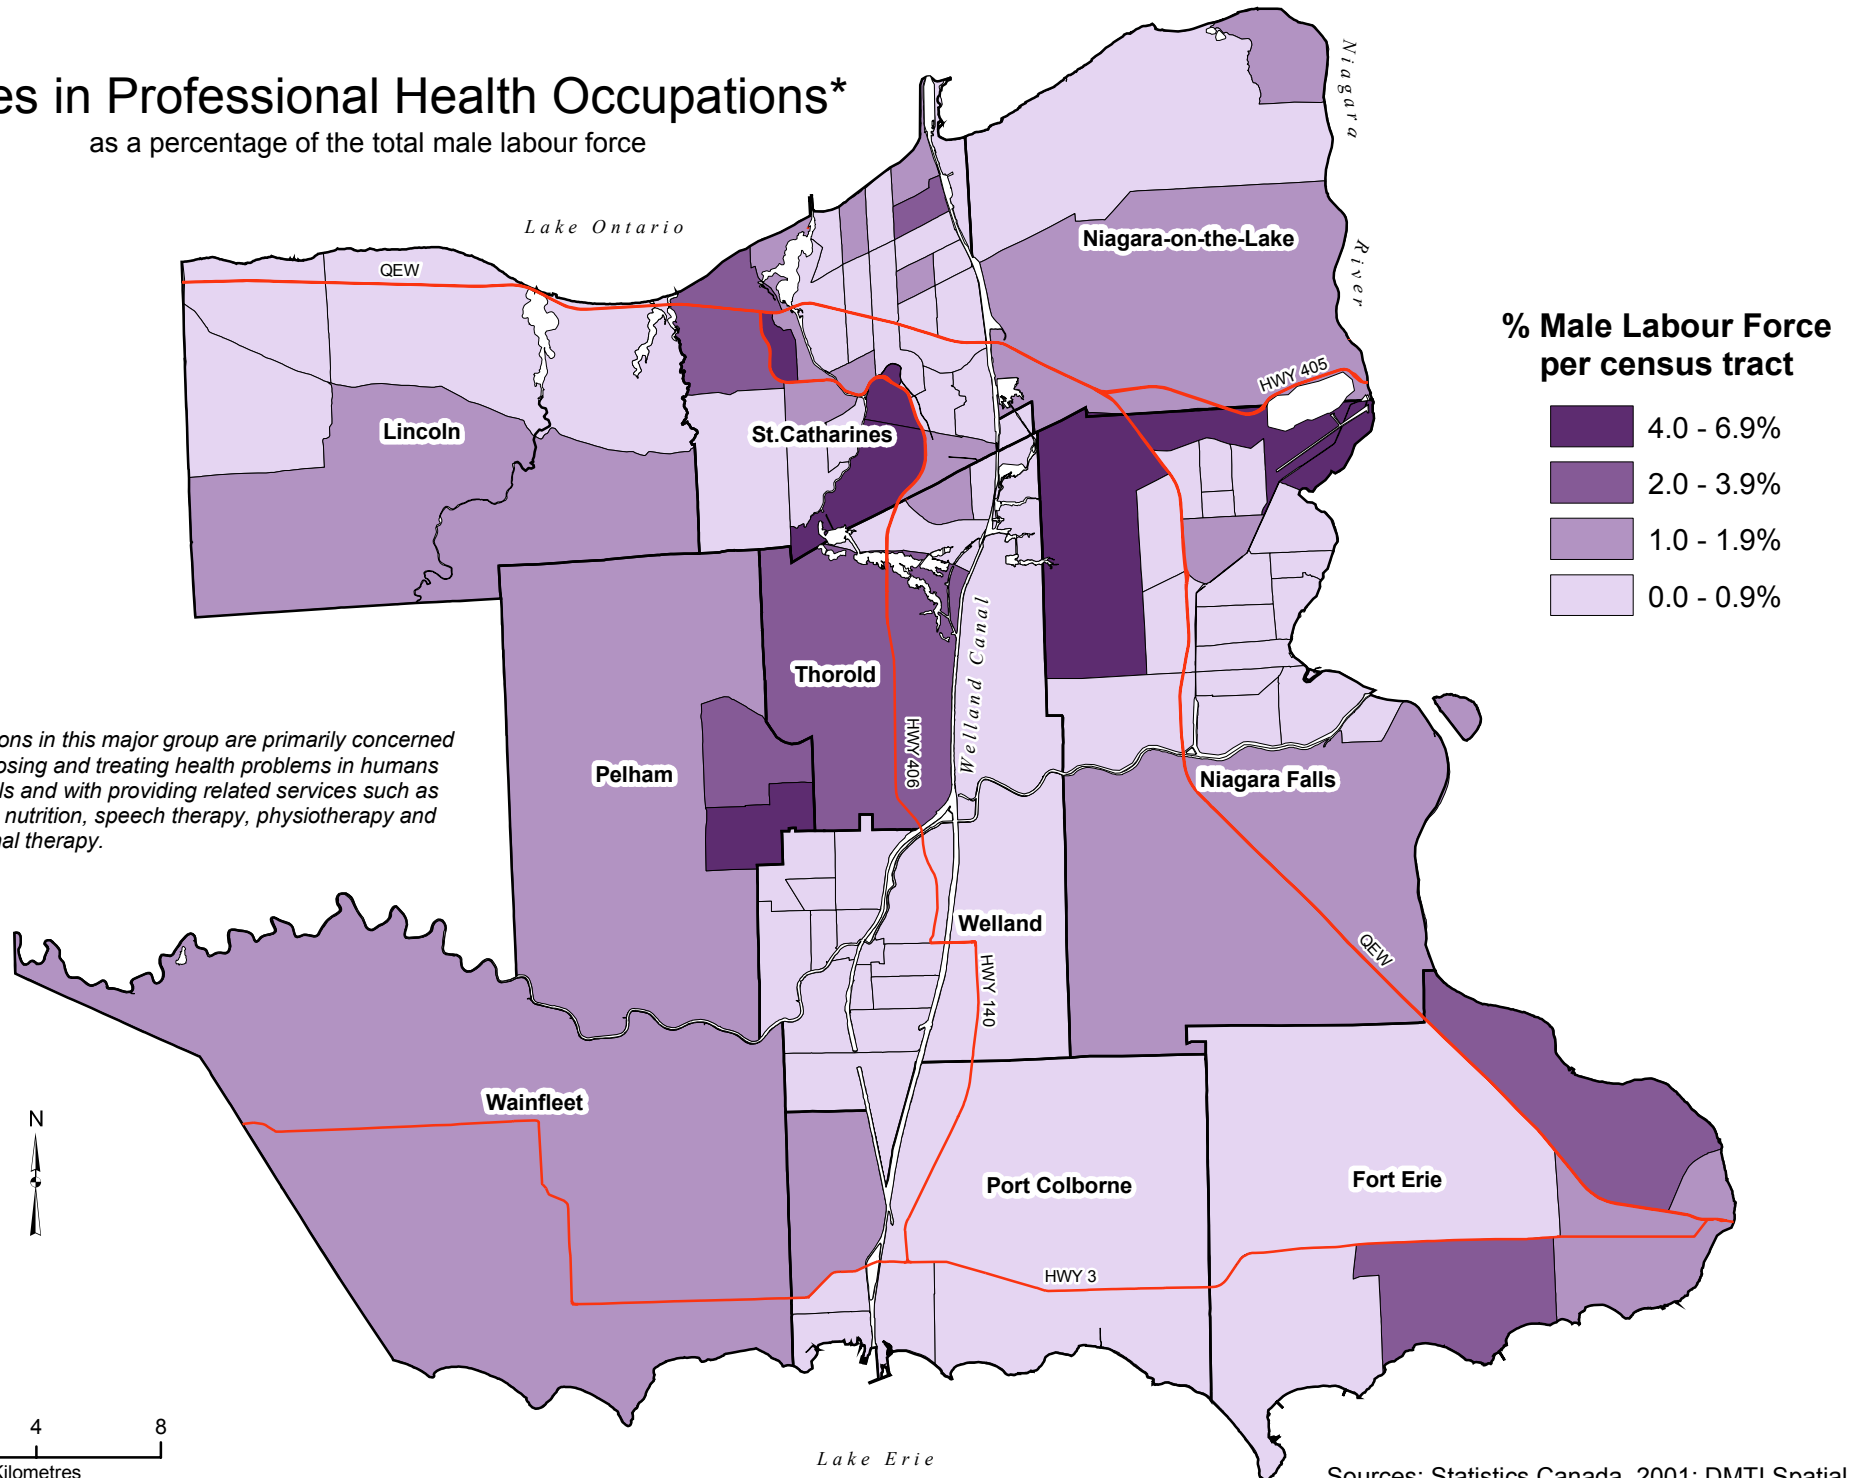 es in Professional Health Occupations*
as a percentage of the total male labour force
Niagara
River
Lake Ontario
QEW
Niagara-on-the-Lake
HWY 405
% Male Labour Force
per census tract
4.0 - 6.9%
2.0 - 3.9%
1.0 - 1.9%
0.0 - 0.9%
Lincoln
St.Catharines
Thorold
Welland Canal
HWY 406
ons in this major group are primarily concerned
osing and treating health problems in humans
ls and with providing related services such as
nutrition, speech therapy, physiotherapy and
al therapy.
Pelham
Niagara Falls
Welland
HWY 140
QEW
N
Wainfleet
Port Colborne
Fort Erie
HWY 3
4 8
Kilometres
Lake Erie
Sources: Statistics Canada, 2001; DMTI Spatial